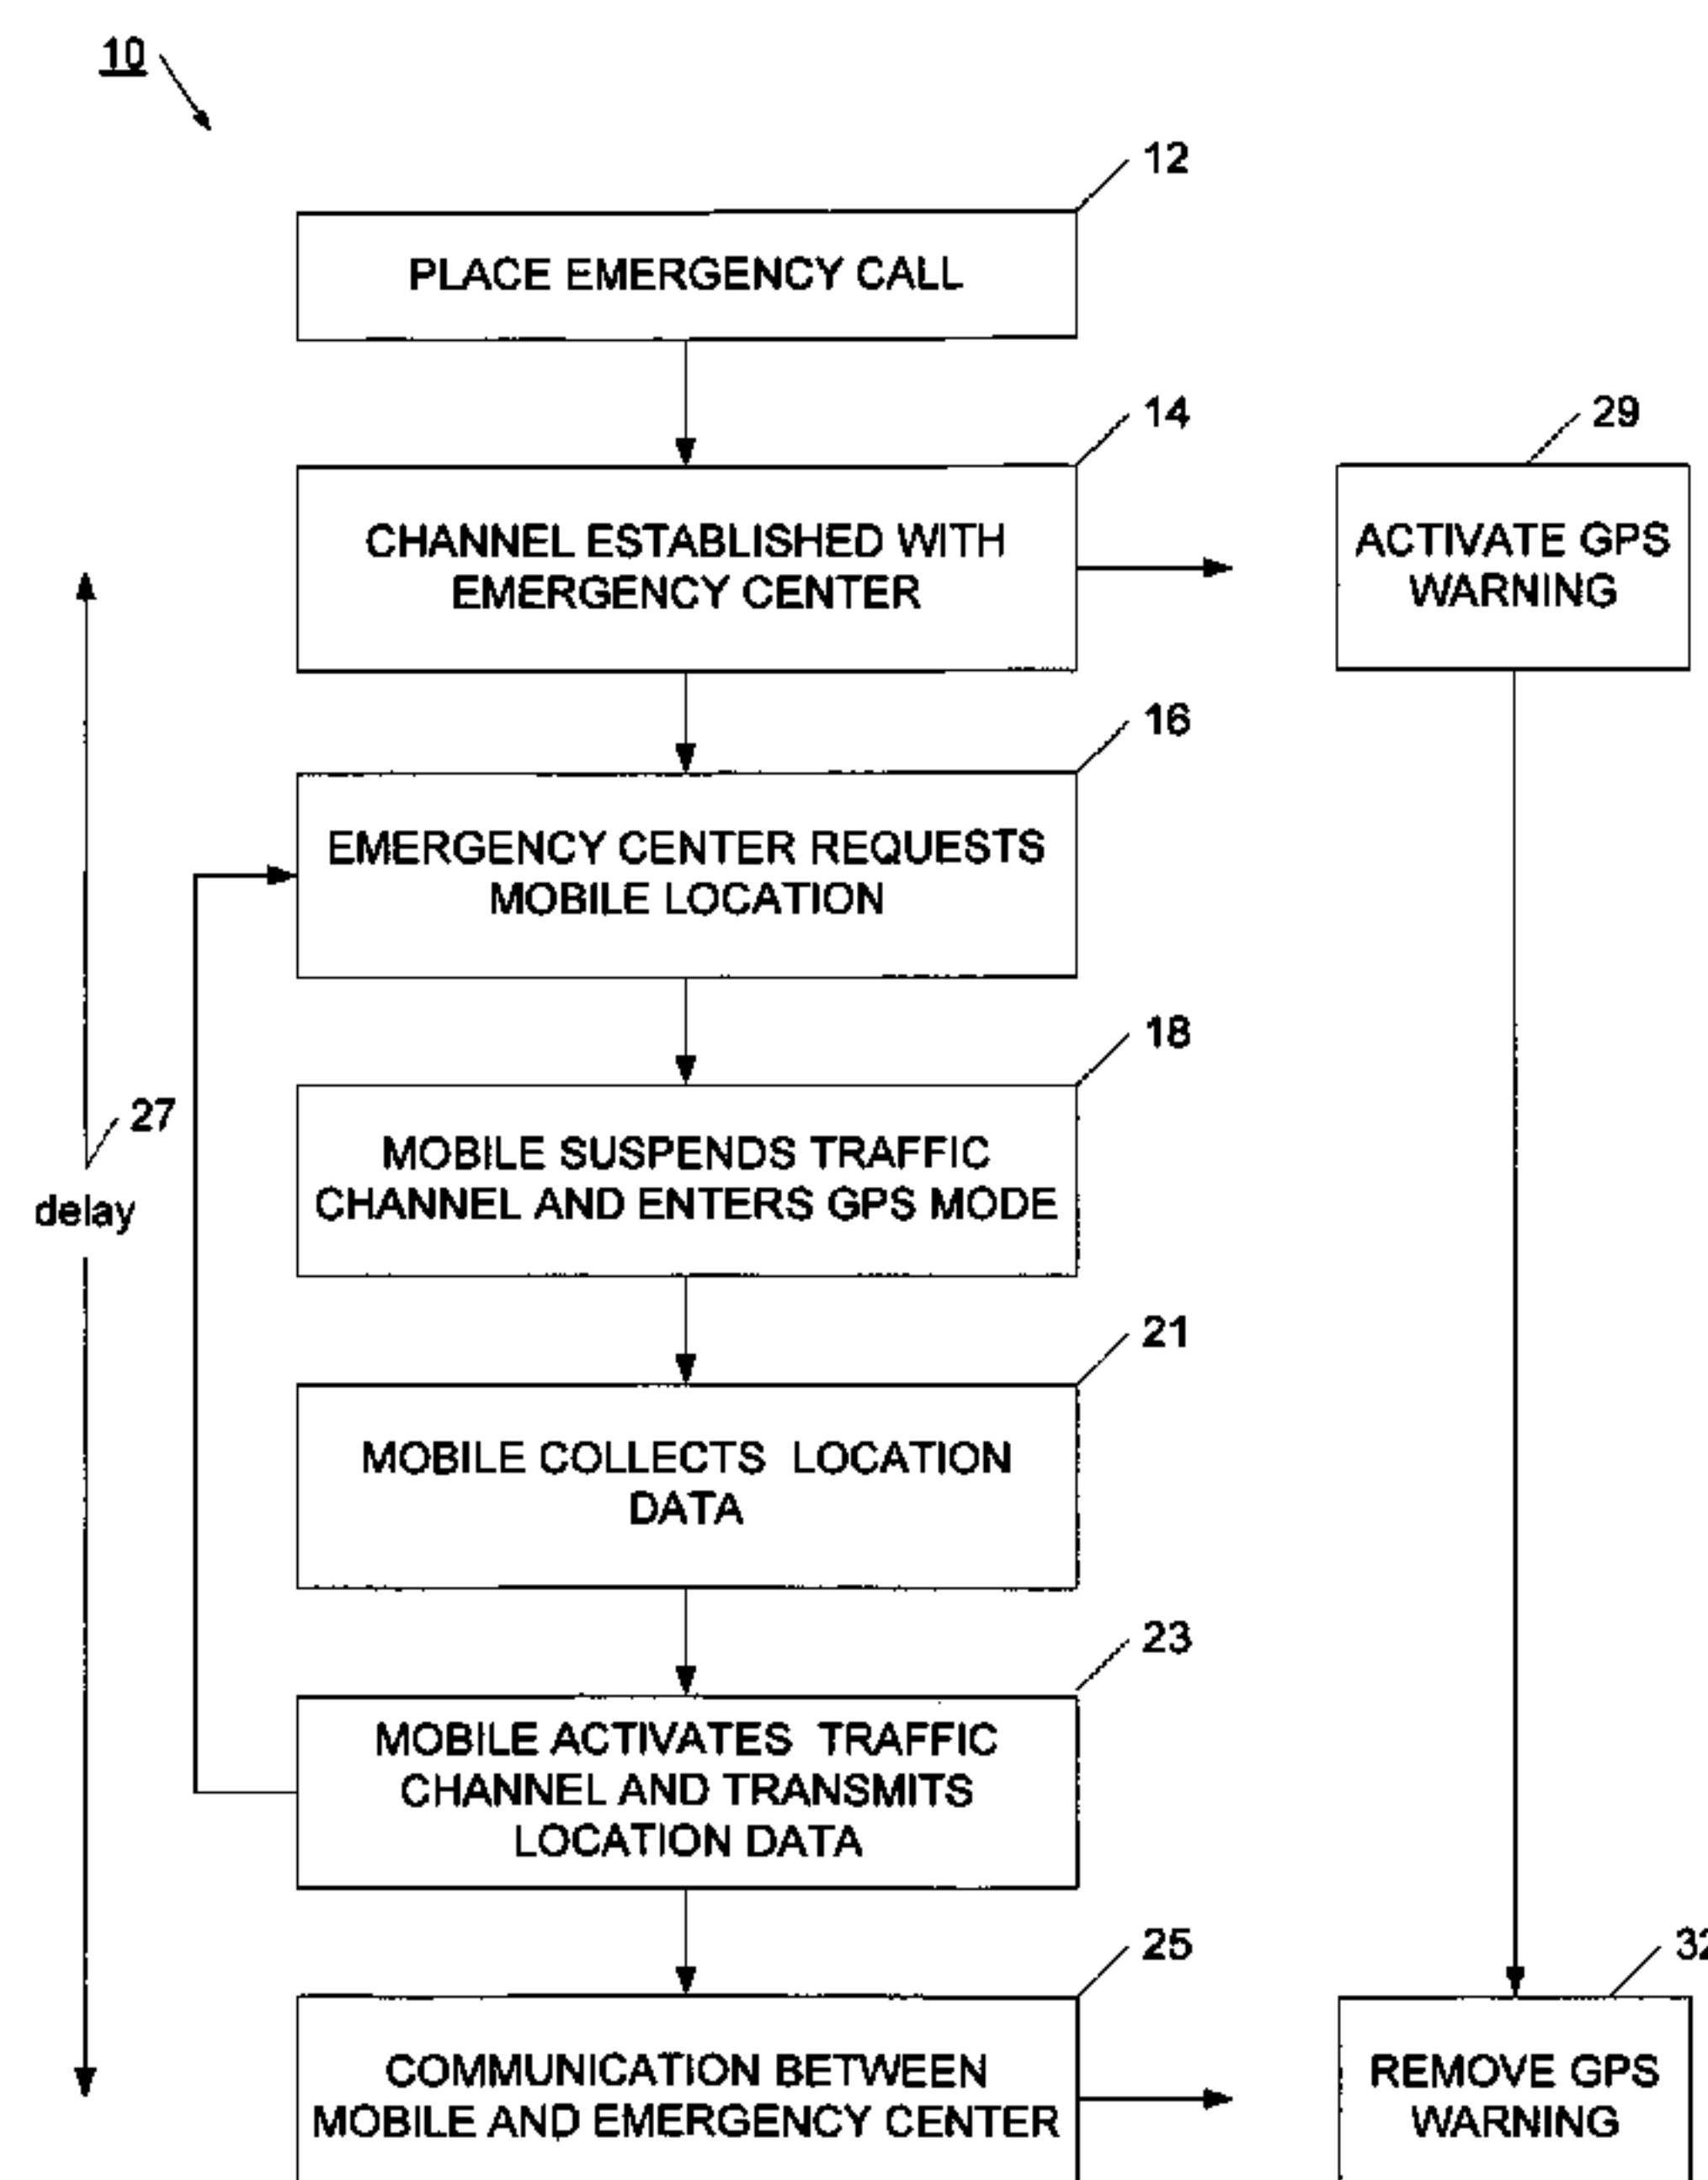 10
12
PLACE EMERGENCY CALL
14
29
CHANNEL ESTABLISHED WITH
EMERGENCY CENTER
ACTIVATE GPS
WARNING
16
EMERGENCY CENTER REQUESTS
MOBILE LOCATION
18
27
delay
MOBILE SUSPENDS TRAFFIC
CHANNEL AND ENTERS GPS MODE
21
MOBILE COLLECTS LOCATION
DATA
23
MOBILE ACTIVATES TRAFFIC
CHANNEL AND TRANSMITS
LOCATION DATA
25
32
COMMUNICATION BETWEEN
MOBILE AND EMERGENCY CENTER
REMOVE GPS
WARNING